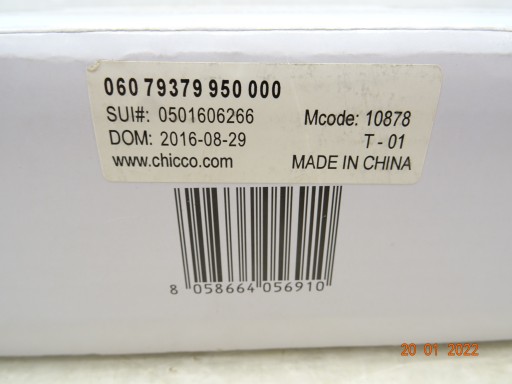 060 79379 950 000
SUI#: 0501606266 Mcode: 10878
DOM: 2016-08-29 T - 01
www.chicco.com MADE IN CHINA
8 058664 056910
20 01 2022